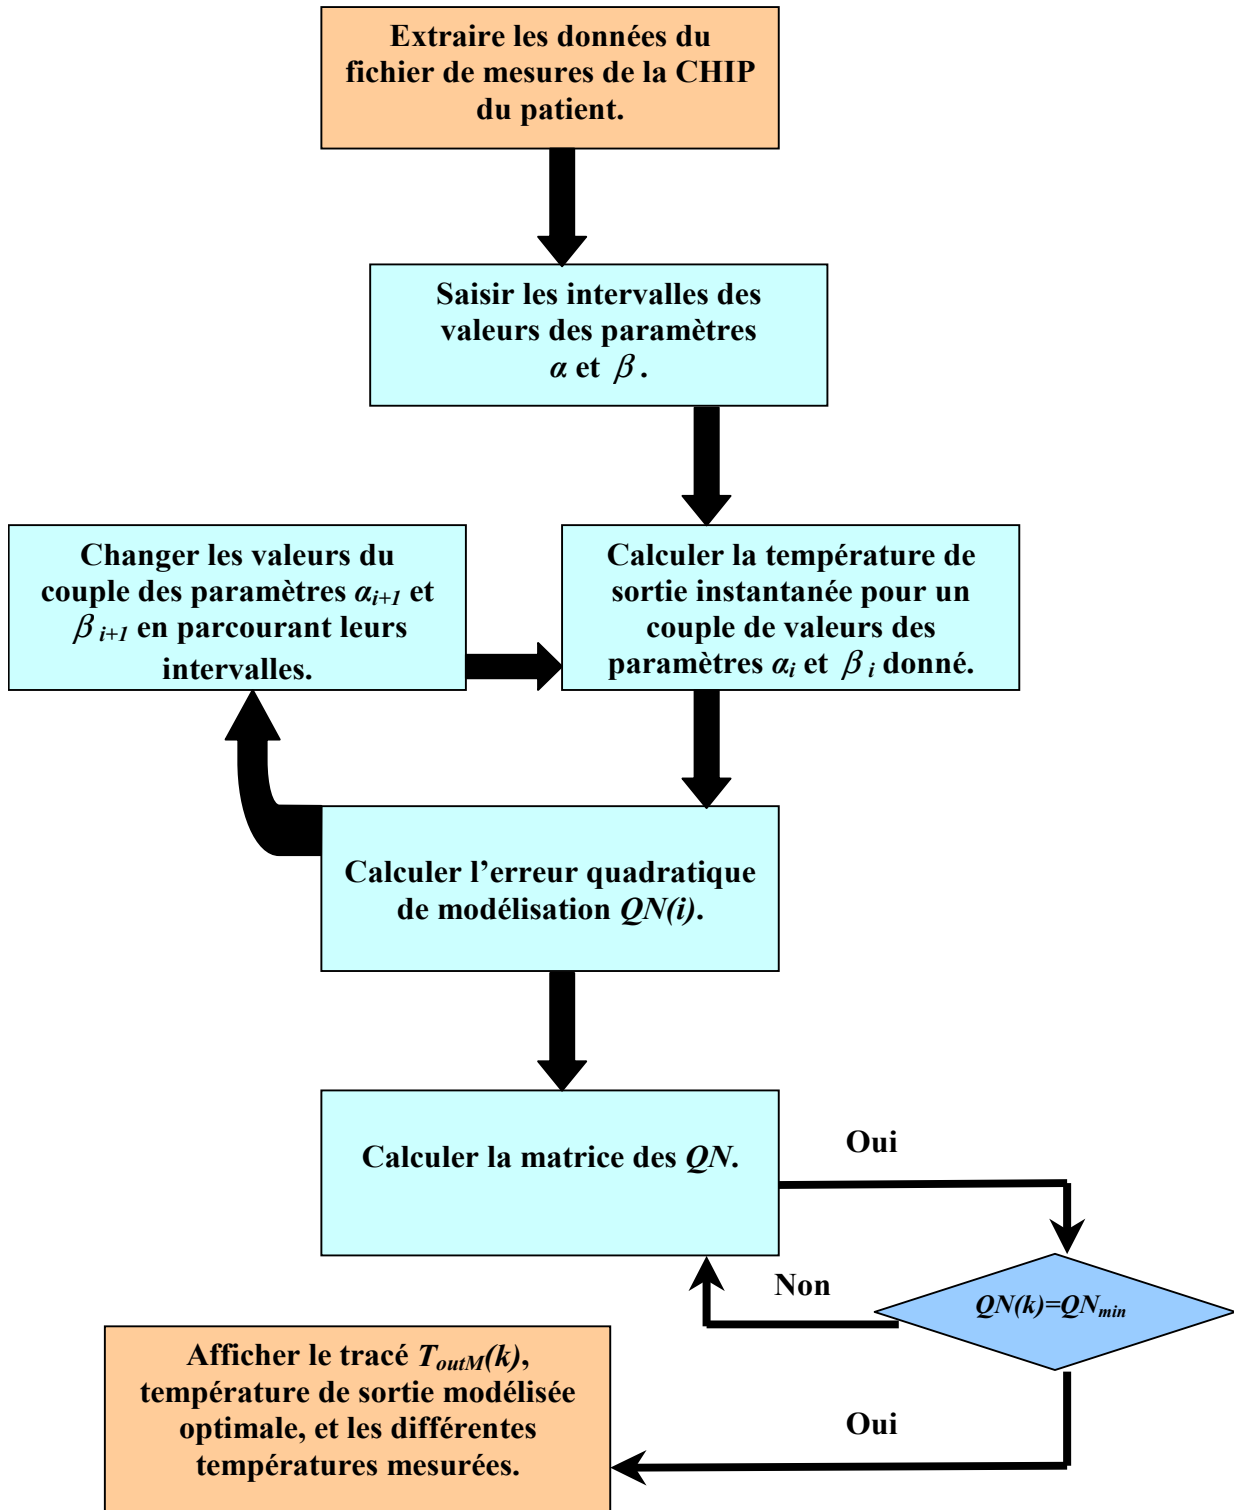 Extraire les données du
fichier de mesures de la CHIP
du patient.
Saisir les intervalles des
valeurs des paramètres
α et β.
Changer les valeurs du
couple des paramètres αi+1 et
βi+1 en parcourant leurs
intervalles.
Calculer la température de
sortie instantanée pour un
couple de valeurs des
paramètres αi et βi donné.
Calculer l’erreur quadratique
de modélisation QN(i).
Calculer la matrice des QN.
Oui
Non
QN(k)=QNmin
Afficher le tracé ToutM(k),
température de sortie modélisée
optimale, et les différentes
températures mesurées.
Oui